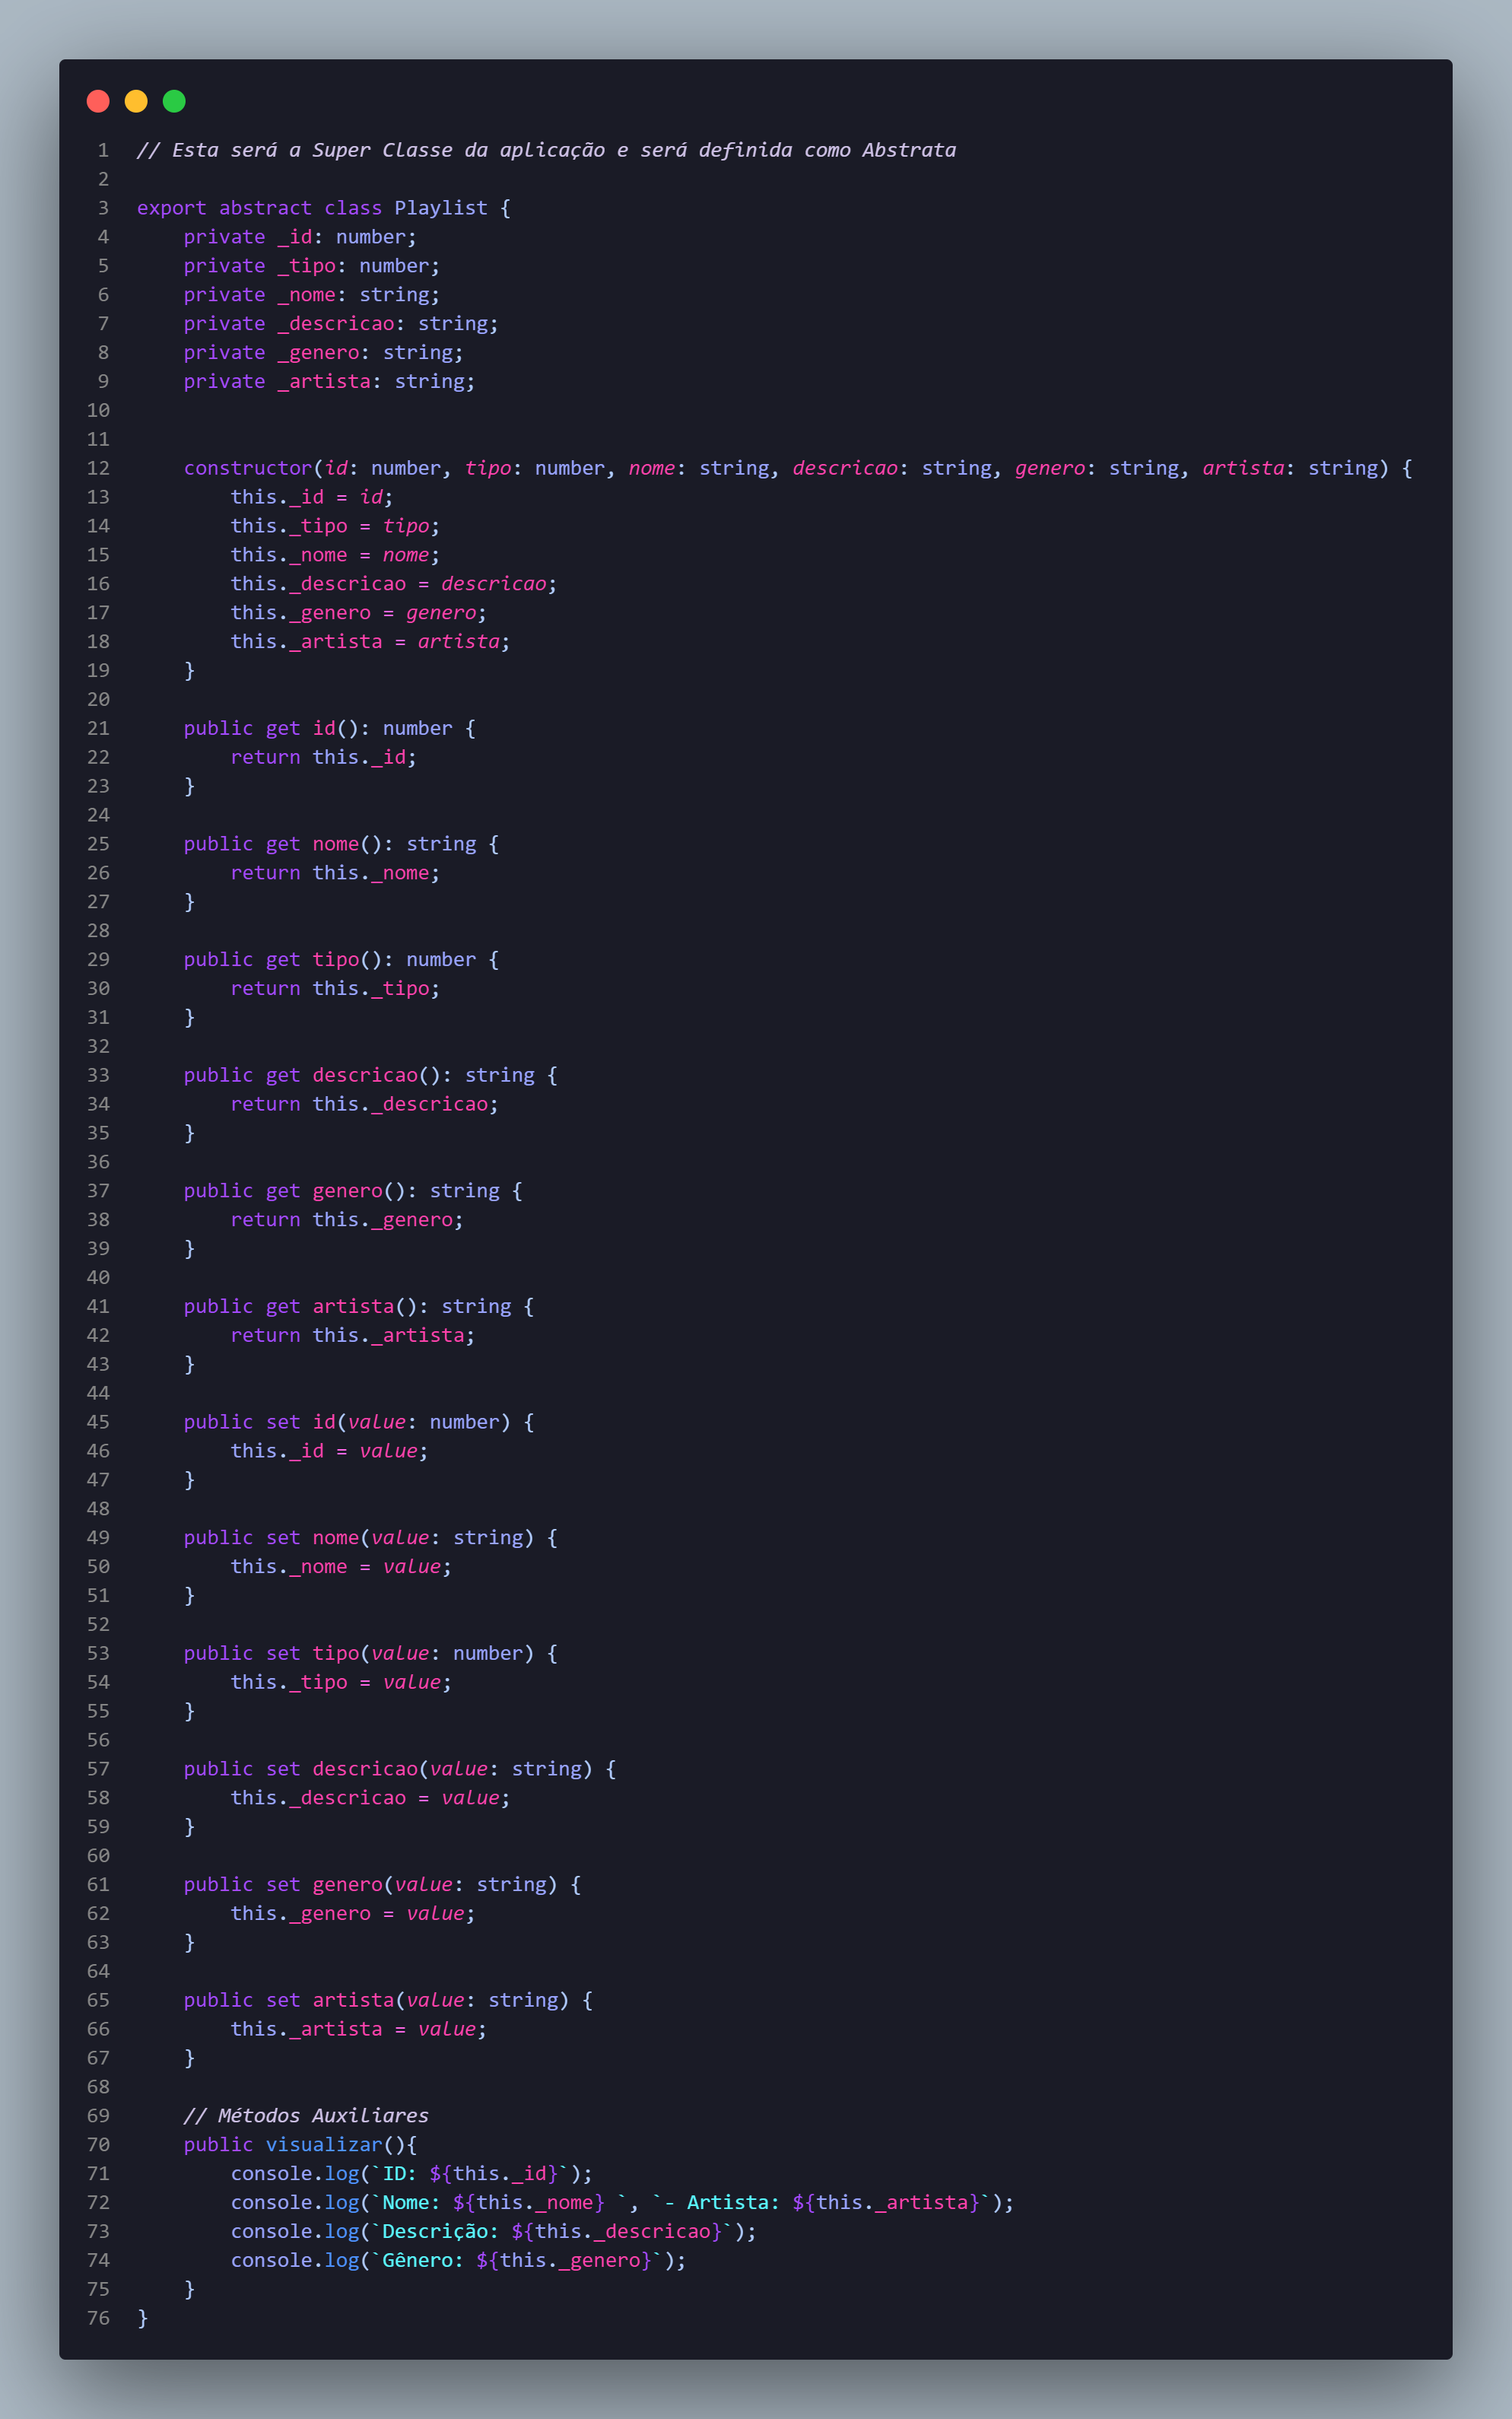 1 // Esta será a Super Classe da aplicação e será definida como Abstrata
2
3 export abstract class Playlist {
4     private _id: number;
5     private _tipo: number;
6     private _nome: string;
7     private _descricao: string;
8     private _genero: string;
9     private _artista: string;
10
11
12     constructor(id: number, tipo: number, nome: string, descricao: string, genero: string, artista: string) {
13         this._id = id;
14         this._tipo = tipo;
15         this._nome = nome;
16         this._descricao = descricao;
17         this._genero = genero;
18         this._artista = artista;
19     }
20
21     public get id(): number {
22         return this._id;
23     }
24
25     public get nome(): string {
26         return this._nome;
27     }
28
29     public get tipo(): number {
30         return this._tipo;
31     }
32
33     public get descricao(): string {
34         return this._descricao;
35     }
36
37     public get genero(): string {
38         return this._genero;
39     }
40
41     public get artista(): string {
42         return this._artista;
43     }
44
45     public set id(value: number) {
46         this._id = value;
47     }
48
49     public set nome(value: string) {
50         this._nome = value;
51     }
52
53     public set tipo(value: number) {
54         this._tipo = value;
55     }
56
57     public set descricao(value: string) {
58         this._descricao = value;
59     }
60
61     public set genero(value: string) {
62         this._genero = value;
63     }
64
65     public set artista(value: string) {
66         this._artista = value;
67     }
68
69     // Métodos Auxiliares
70     public visualizar(){
71         console.log(`ID: ${this._id}`);
72         console.log(`Nome: ${this._nome} `, `- Artista: ${this._artista}`);
73         console.log(`Descrição: ${this._descricao}`);
74         console.log(`Gênero: ${this._genero}`);
75     }
76 }